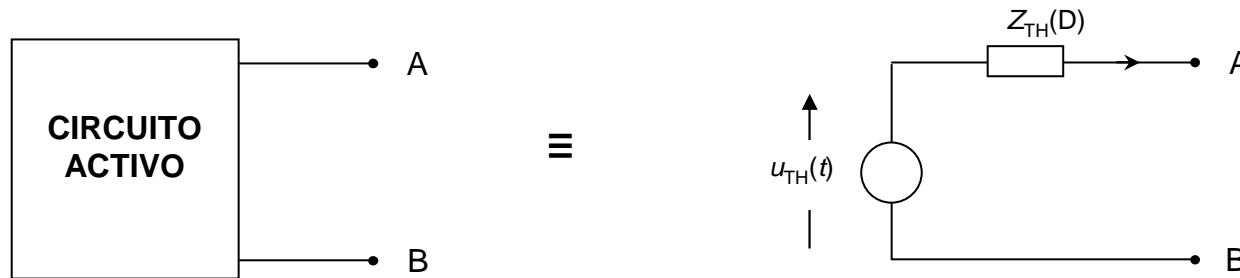 CIRCUITO
ACTIVO
A
B
≡
Z_TH(D)
u_TH(t)
A
B